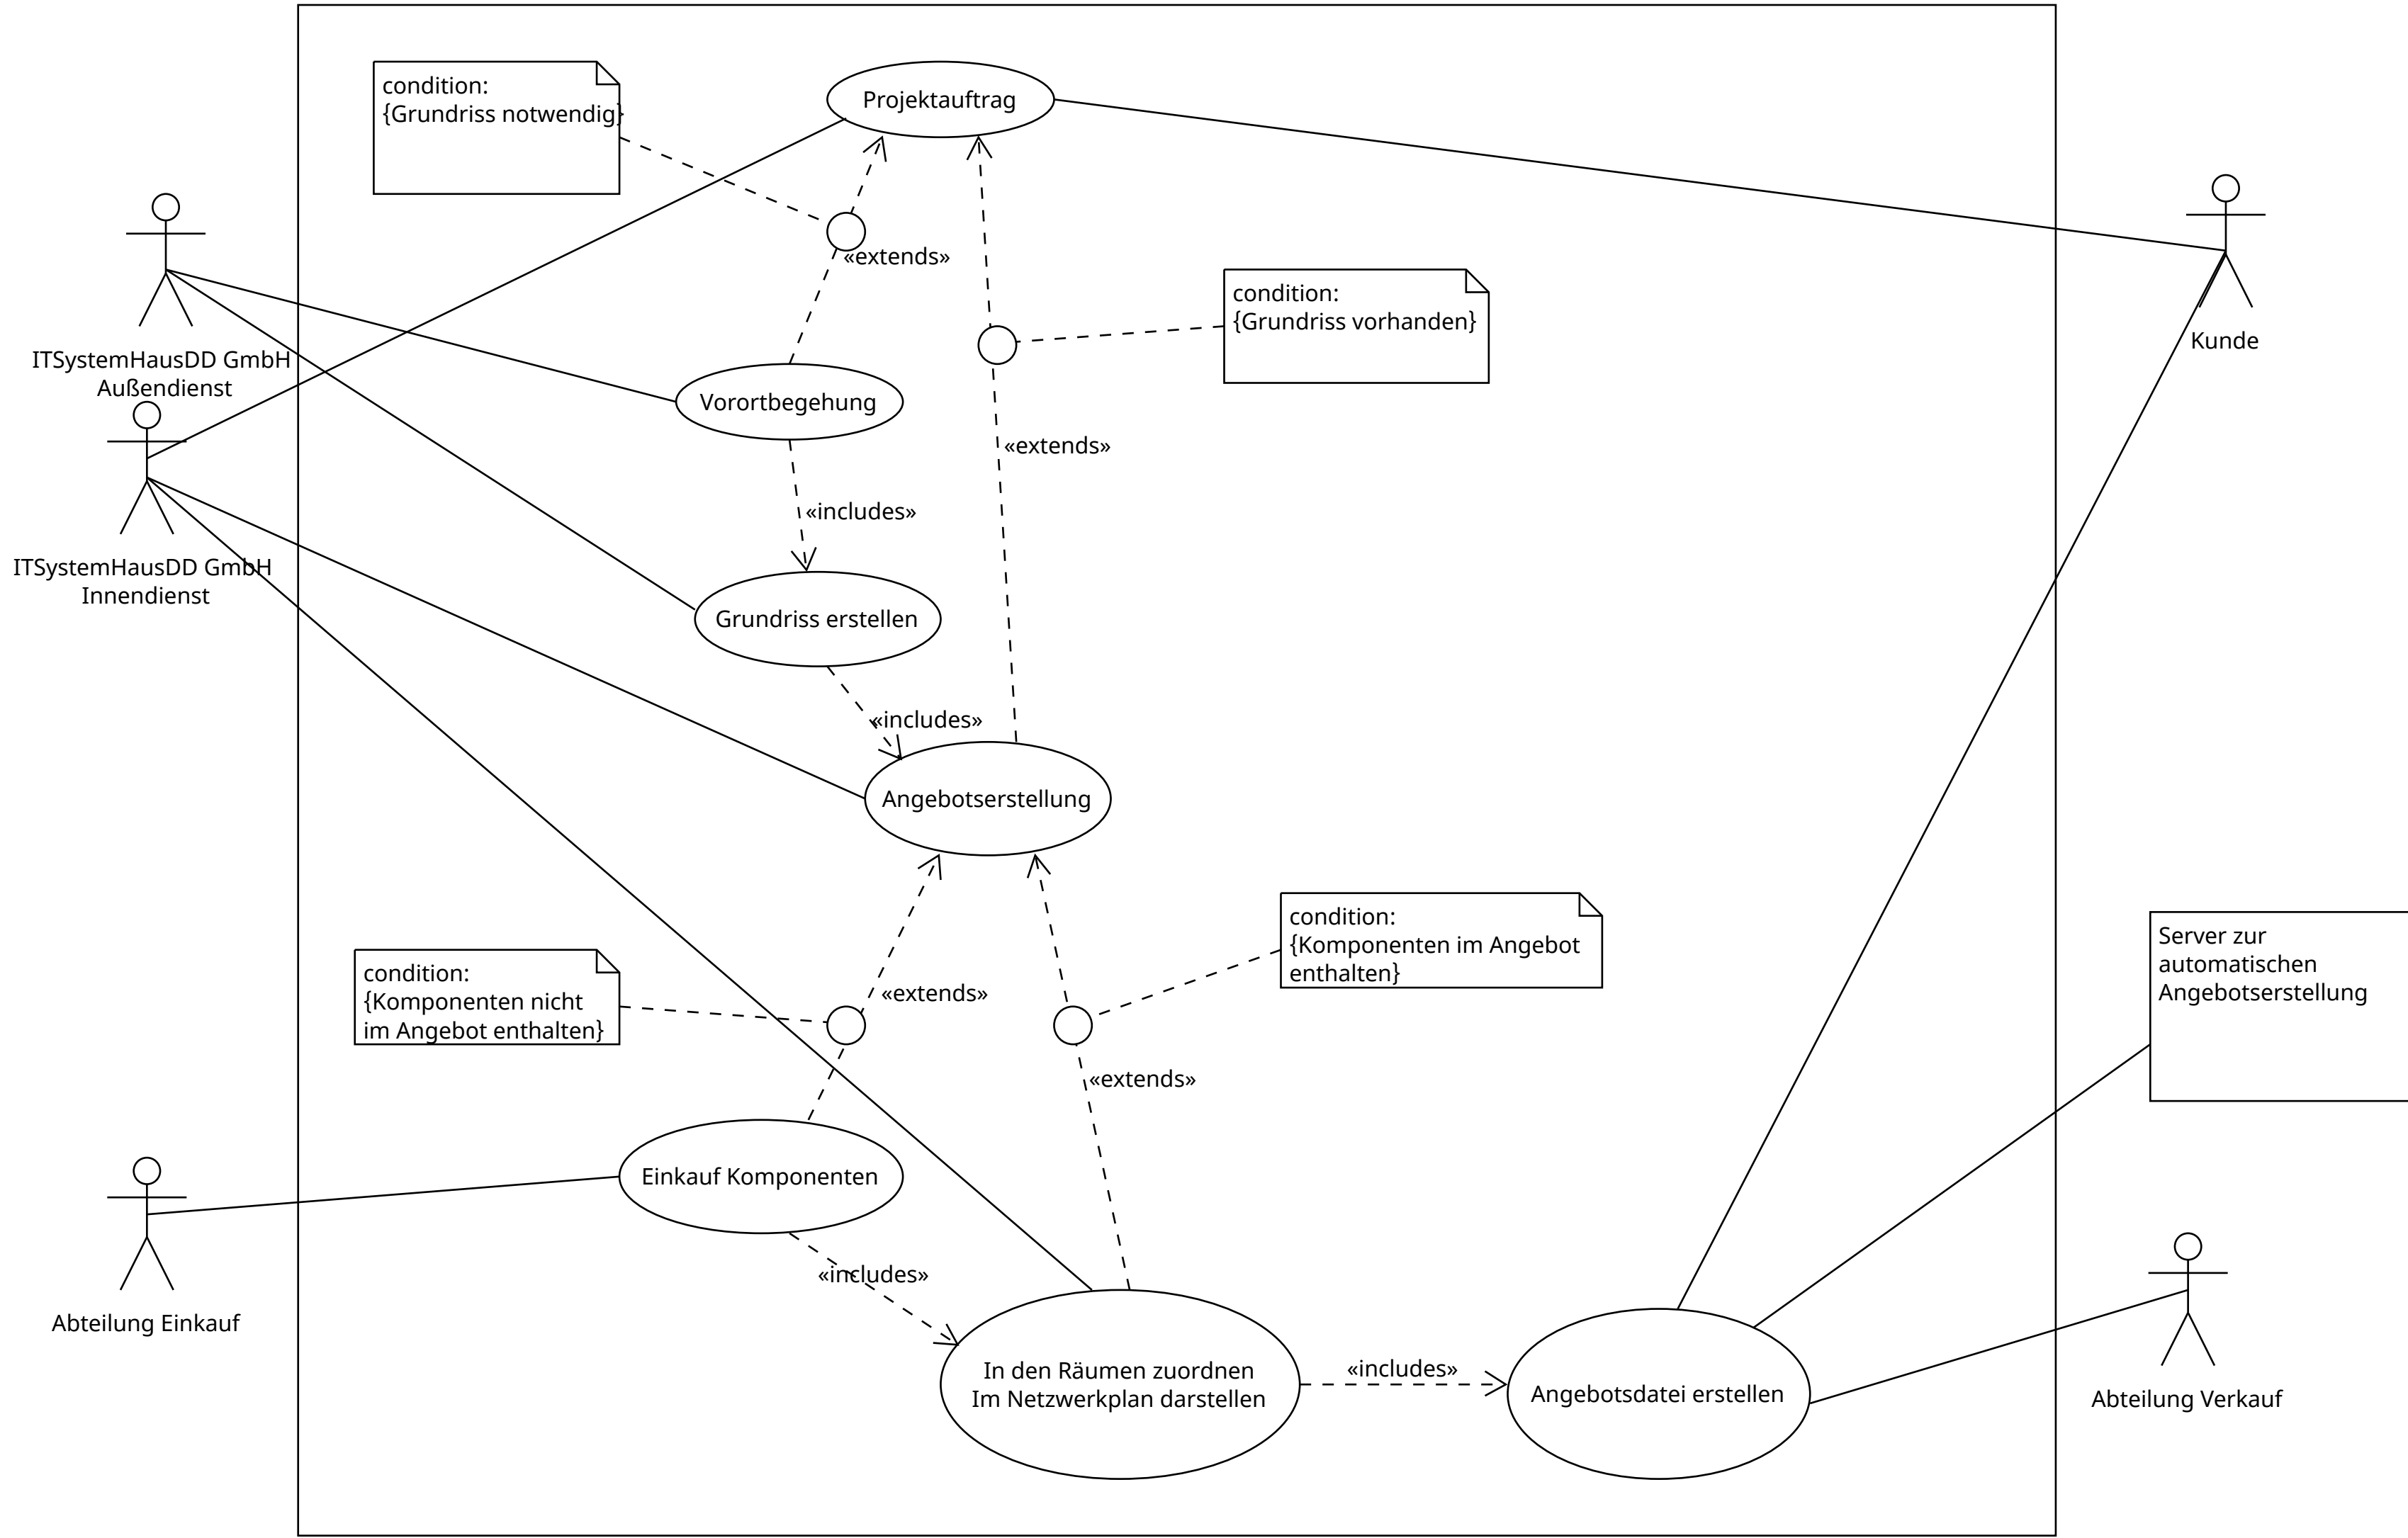 condition:
{Grundriss notwendig}
Projektauftrag
«extends»
condition:
{Grundriss vorhanden}
Kunde
ITSystemHausDD GmbH
Außendienst
Vorortbegehung
«extends»
«includes»
ITSystemHausDD GmbH
Innendienst
Grundriss erstellen
«includes»
Angebotserstellung
condition:
{Komponenten im Angebot
enthalten}
Server zur
automatischen
Angebotserstellung
condition:
{Komponenten nicht
im Angebot enthalten}
«extends»
«extends»
Einkauf Komponenten
«includes»
Abteilung Einkauf
In den Räumen zuordnen
Im Netzwerkplan darstellen
«includes»
Angebotsdatei erstellen
Abteilung Verkauf